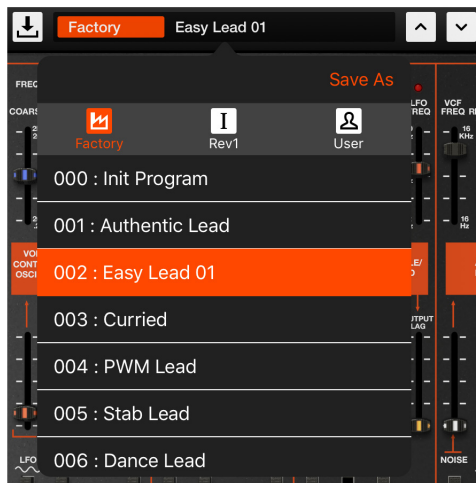 Factory Easy Lead 01
Save As
FREQ
COARS
LFO
FREQ
VCF
FREQ
16
KHz
Factory
I
Rev1
User
000 : Init Program
001 : Authentic Lead
16
Hz
002 : Easy Lead 01
003 : Curried
004 : PWM Lead
005 : Stab Lead
006 : Dance Lead
LFO
NOISE